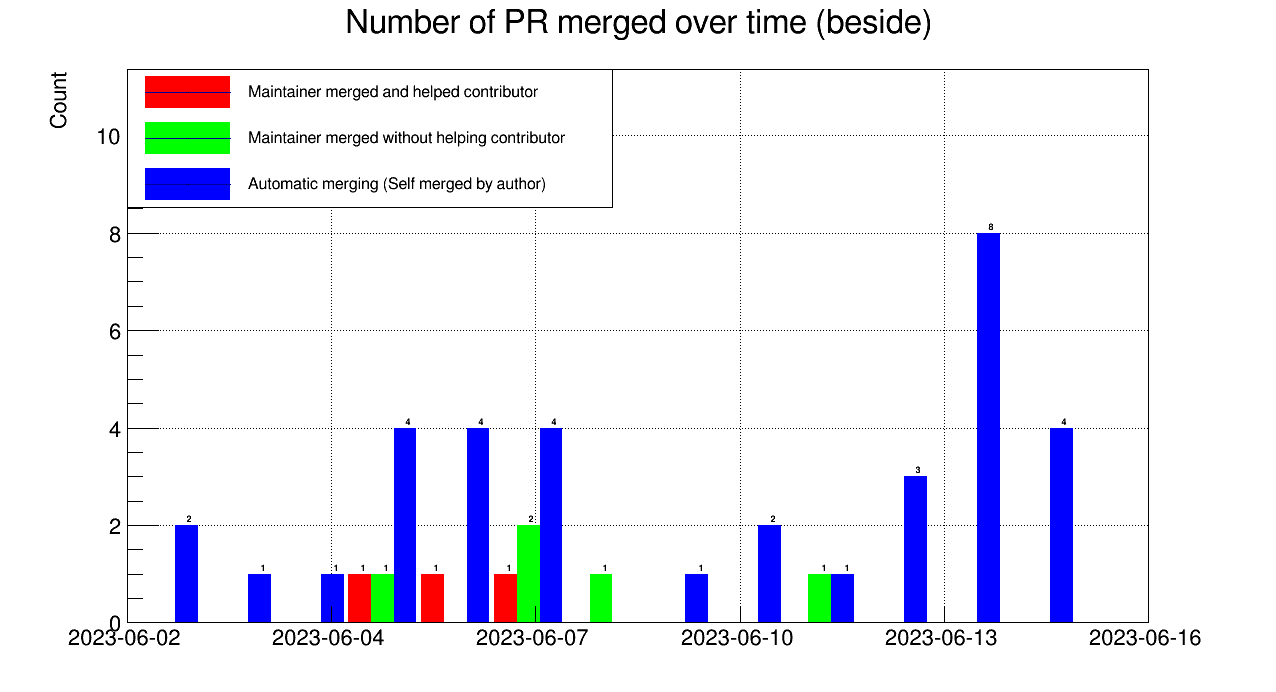 Number of PR merged over time (beside)
Count
Maintainer merged and helped contributor
Maintainer merged without helping contributor
Automatic merging (Self merged by author)
10
8
6
4
2
0
8
4 4 4 4
3
2 2 2
1 1 1 1 1 1 1 1 1 1
2023-06-02 2023-06-04 2023-06-07 2023-06-10 2023-06-13 2023-06-16